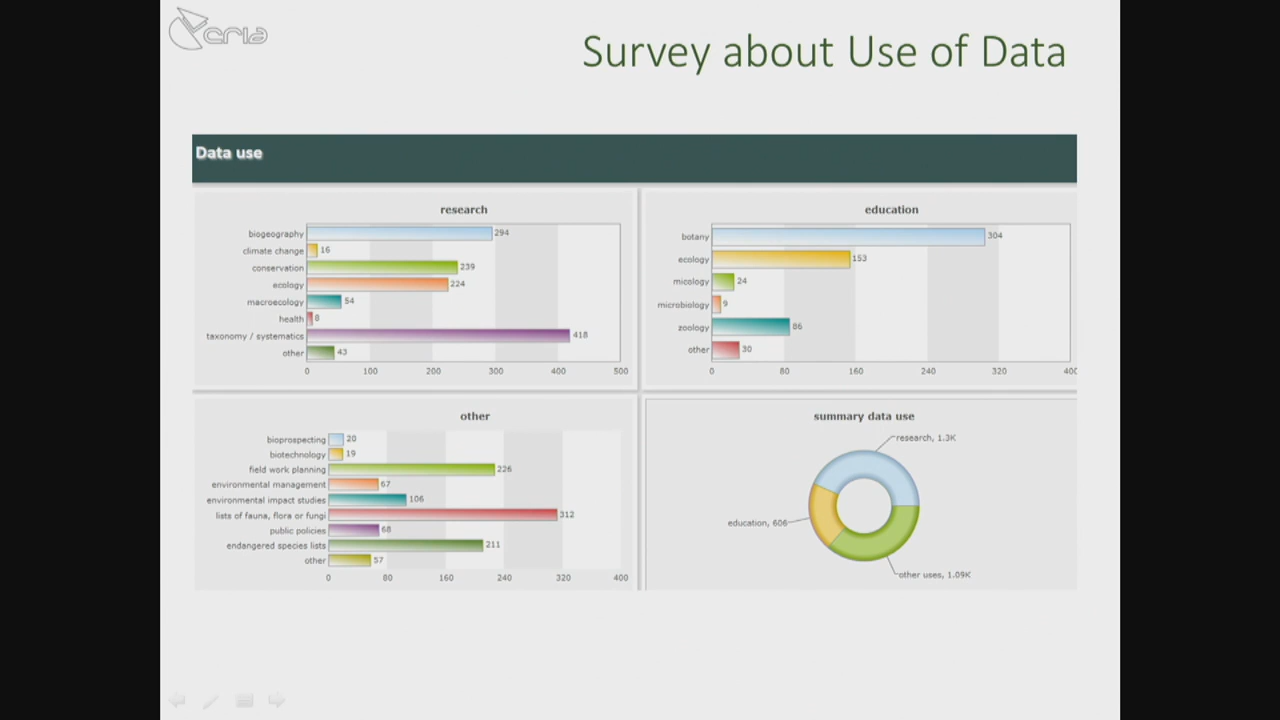 cria
Survey about Use of Data
Data use
research
biogeography 294
climate change 16
conservation 239
ecology 224
macroecology 54
health 8
taxonomy / systematics 418
other 43
0 100 200 300 400 500
education
botany 304
ecology 153
micology 24
microbiology 9
zoology 86
other 30
0 80 160 240 320 400
other
bioprospecting 20
biotechnology 19
field work planning 226
environmental management 67
environmental impact studies 106
lists of fauna, flora or fungi 312
public policies 68
endangered species lists 211
other 57
0 80 160 240 320 400
summary data use
research, 1.3K
education, 606
other uses, 1.09K